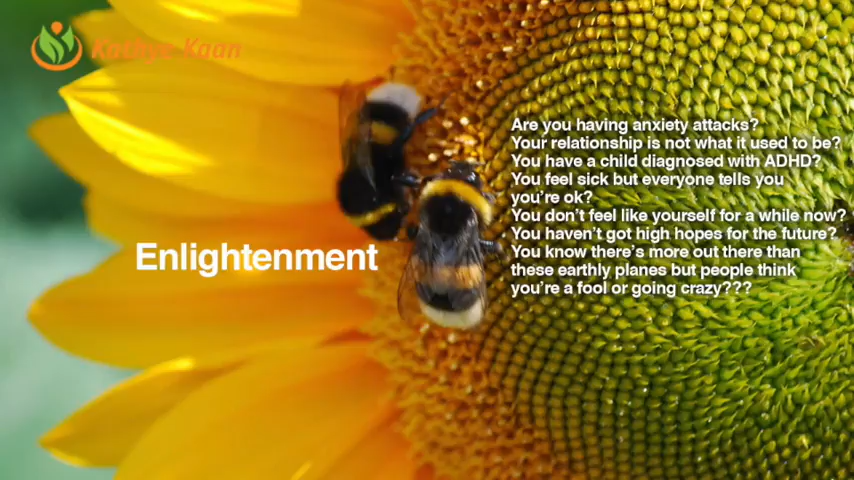 Kathye Kaan
Are you having anxiety attacks?
Your relationship is not what it used to be?
You have a child diagnosed with ADHD?
You feel sick but everyone tells you
you're ok?
You don't feel like yourself for a while now?
You haven't got high hopes for the future?
You know there's more out there than
these earthly planes but people think
you're a fool or going crazy???
Enlightenment